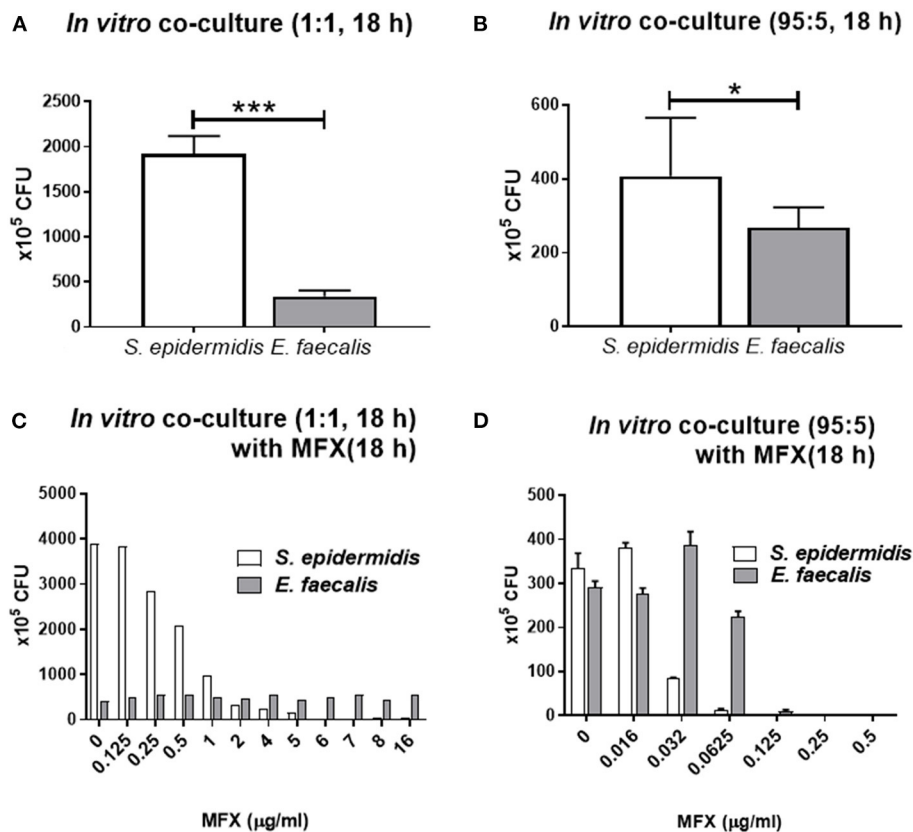 A
In vitro co-culture (1:1, 18 h)
2500
2000
1500
1000
500
0
x10⁵ CFU
***
S. epidermidis E. faecalis
B
In vitro co-culture (95:5, 18 h)
600
400
200
0
x10⁵ CFU
*
S. epidermidis E. faecalis
C
In vitro co-culture (1:1, 18 h)
with MFX(18 h)
5000
4000
3000
2000
1000
0
x10⁵ CFU
S. epidermidis
E. faecalis
0 0.125 0.25 0.5 1 2 4 5 6 7 8 16
MFX (µg/ml)
D
In vitro co-culture (95:5)
with MFX(18 h)
500
400
300
200
100
0
x10⁵ CFU
S. epidermidis
E. faecalis
0 0.016 0.032 0.0625 0.125 0.25 0.5
MFX (µg/ml)